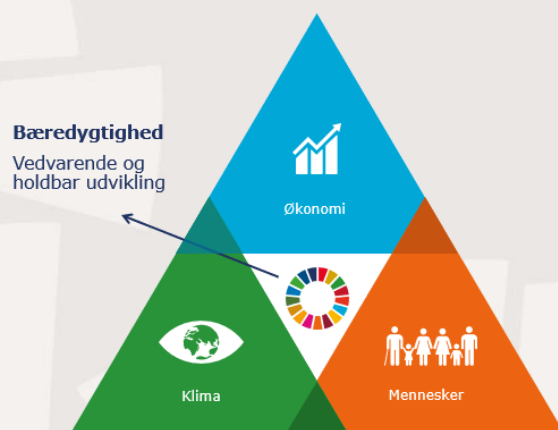 Bæredygtighed
Vedvarende og
holdbar udvikling
Økonomi
Klima
Mennesker